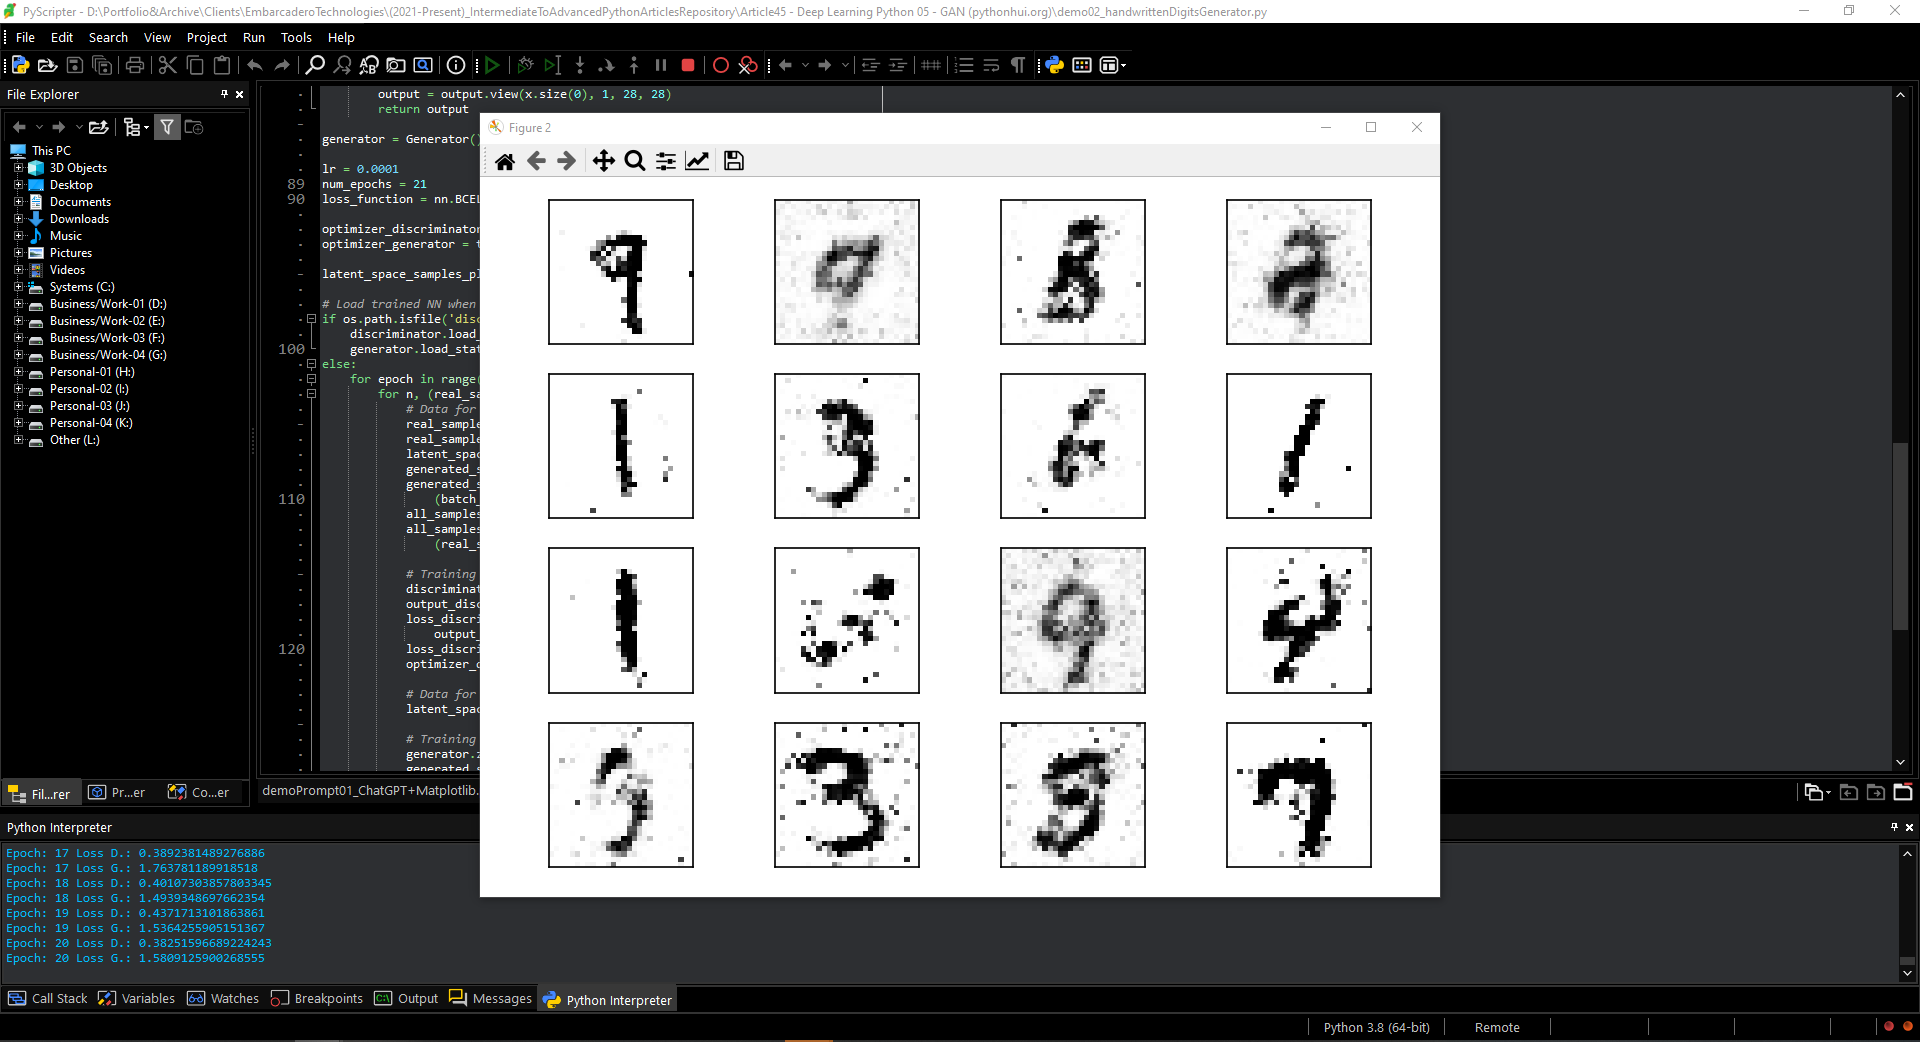 PyScripter - D:\Portfolio&Archive\Clients\EmbarcaderoTechnologies\(2021-Present)_IntermediateToAdvancedPythonArticlesRepository\Article45 - Deep Learning Python 05 - GAN (pythonhui.org)\demo02_handwrittenDigitsGenerator.py
File Edit Search View Project Run Tools Help
File Explorer
This PC
3D Objects
Desktop
Documents
Downloads
Music
Pictures
Videos
Systems (C:)
Business/Work-01 (D:)
Business/Work-02 (E:)
Business/Work-03 (F:)
Business/Work-04 (G:)
Personal-01 (H:)
Personal-02 (I:)
Personal-03 (J:)
Personal-04 (K:)
Other (L:)
Fil...rer Pr...er Co...er
output = output.view(x.size(0), 1, 28, 28)
return output
generator = Generator()
lr = 0.0001
89 num_epochs = 21
90 loss_function = nn.BCEL
optimizer_discriminator
optimizer_generator = t
latent_space_samples_pl
# Load trained NN when
if os.path.isfile('disc
discriminator.load_
100 generator.load_stat
else:
for epoch in range(
for n, (real_sa
# Data for
real_sample
real_sample
latent_spac
generated_s
generated_s
110 (batch_
all_samples
all_samples
(real_s
# Training
discriminat
output_disc
loss_discri
output_
120 loss_discri
optimizer_d
# Data for
latent_spac
# Training
generator.z
generated_s
demoPrompt01_ChatGPT+Matplotlib.
Figure 2
Python Interpreter
Epoch: 17 Loss D.: 0.3892381489276886
Epoch: 17 Loss G.: 1.763781189918518
Epoch: 18 Loss D.: 0.40107303857803345
Epoch: 18 Loss G.: 1.4939348697662354
Epoch: 19 Loss D.: 0.4371713101863861
Epoch: 19 Loss G.: 1.5364255905151367
Epoch: 20 Loss D.: 0.38251596689224243
Epoch: 20 Loss G.: 1.5809125900268555
Call Stack Variables Watches Breakpoints Output Messages Python Interpreter
Python 3.8 (64-bit) Remote